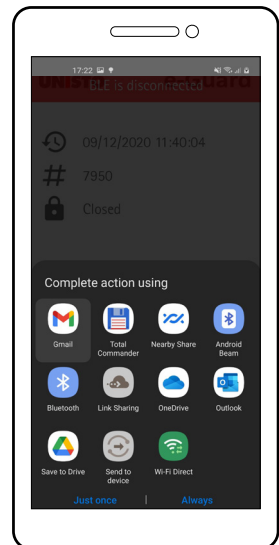 17:22
BLE is disconnected
09/12/2020 11:40:04
7950
Closed
Complete action using
Gmail
Total
Commander
Nearby Share
Android
Beam
Bluetooth
Link Sharing
OneDrive
Outlook
Save to Drive
Send to
device
Wi-Fi Direct
Just once | Always